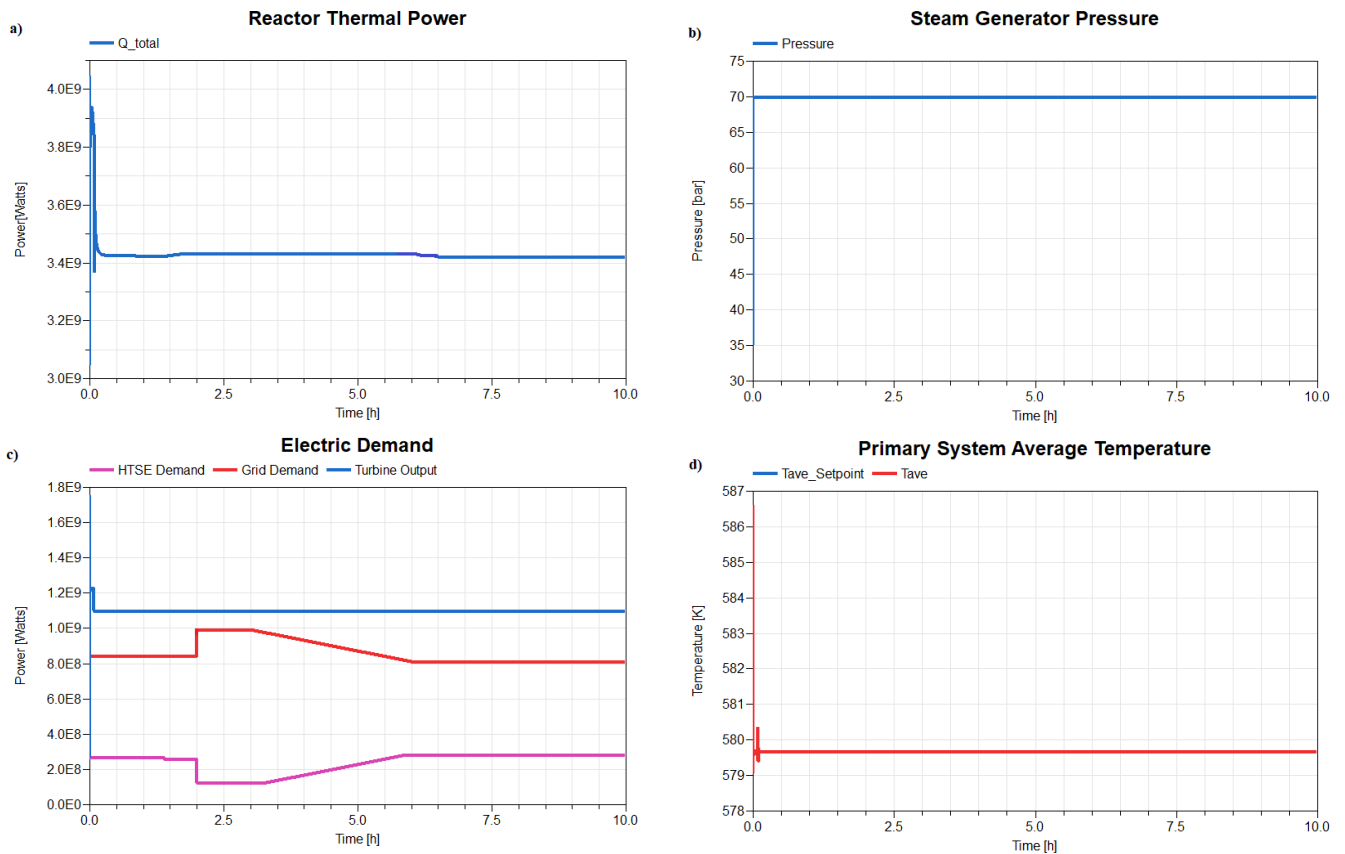 a)
Reactor Thermal Power
Q_total
4.0E9
3.8E9
3.6E9
3.4E9
3.2E9
3.0E9
Power[Watts]
0.0 2.5 5.0 7.5 10.0
Time [h]
b)
Steam Generator Pressure
Pressure
75
70
65
60
55
50
45
40
35
30
Pressure [bar]
0.0 2.5 5.0 7.5 10.0
Time [h]
c)
Electric Demand
HTSE Demand Grid Demand Turbine Output
1.8E9
1.6E9
1.4E9
1.2E9
1.0E9
8.0E8
6.0E8
4.0E8
2.0E8
0.0E0
Power [Watts]
0.0 2.5 5.0 7.5 10.0
Time [h]
d)
Primary System Average Temperature
Tave_Setpoint Tave
587
586
585
584
583
582
581
580
579
578
Temperature [K]
0.0 2.5 5.0 7.5 10.0
Time [h]